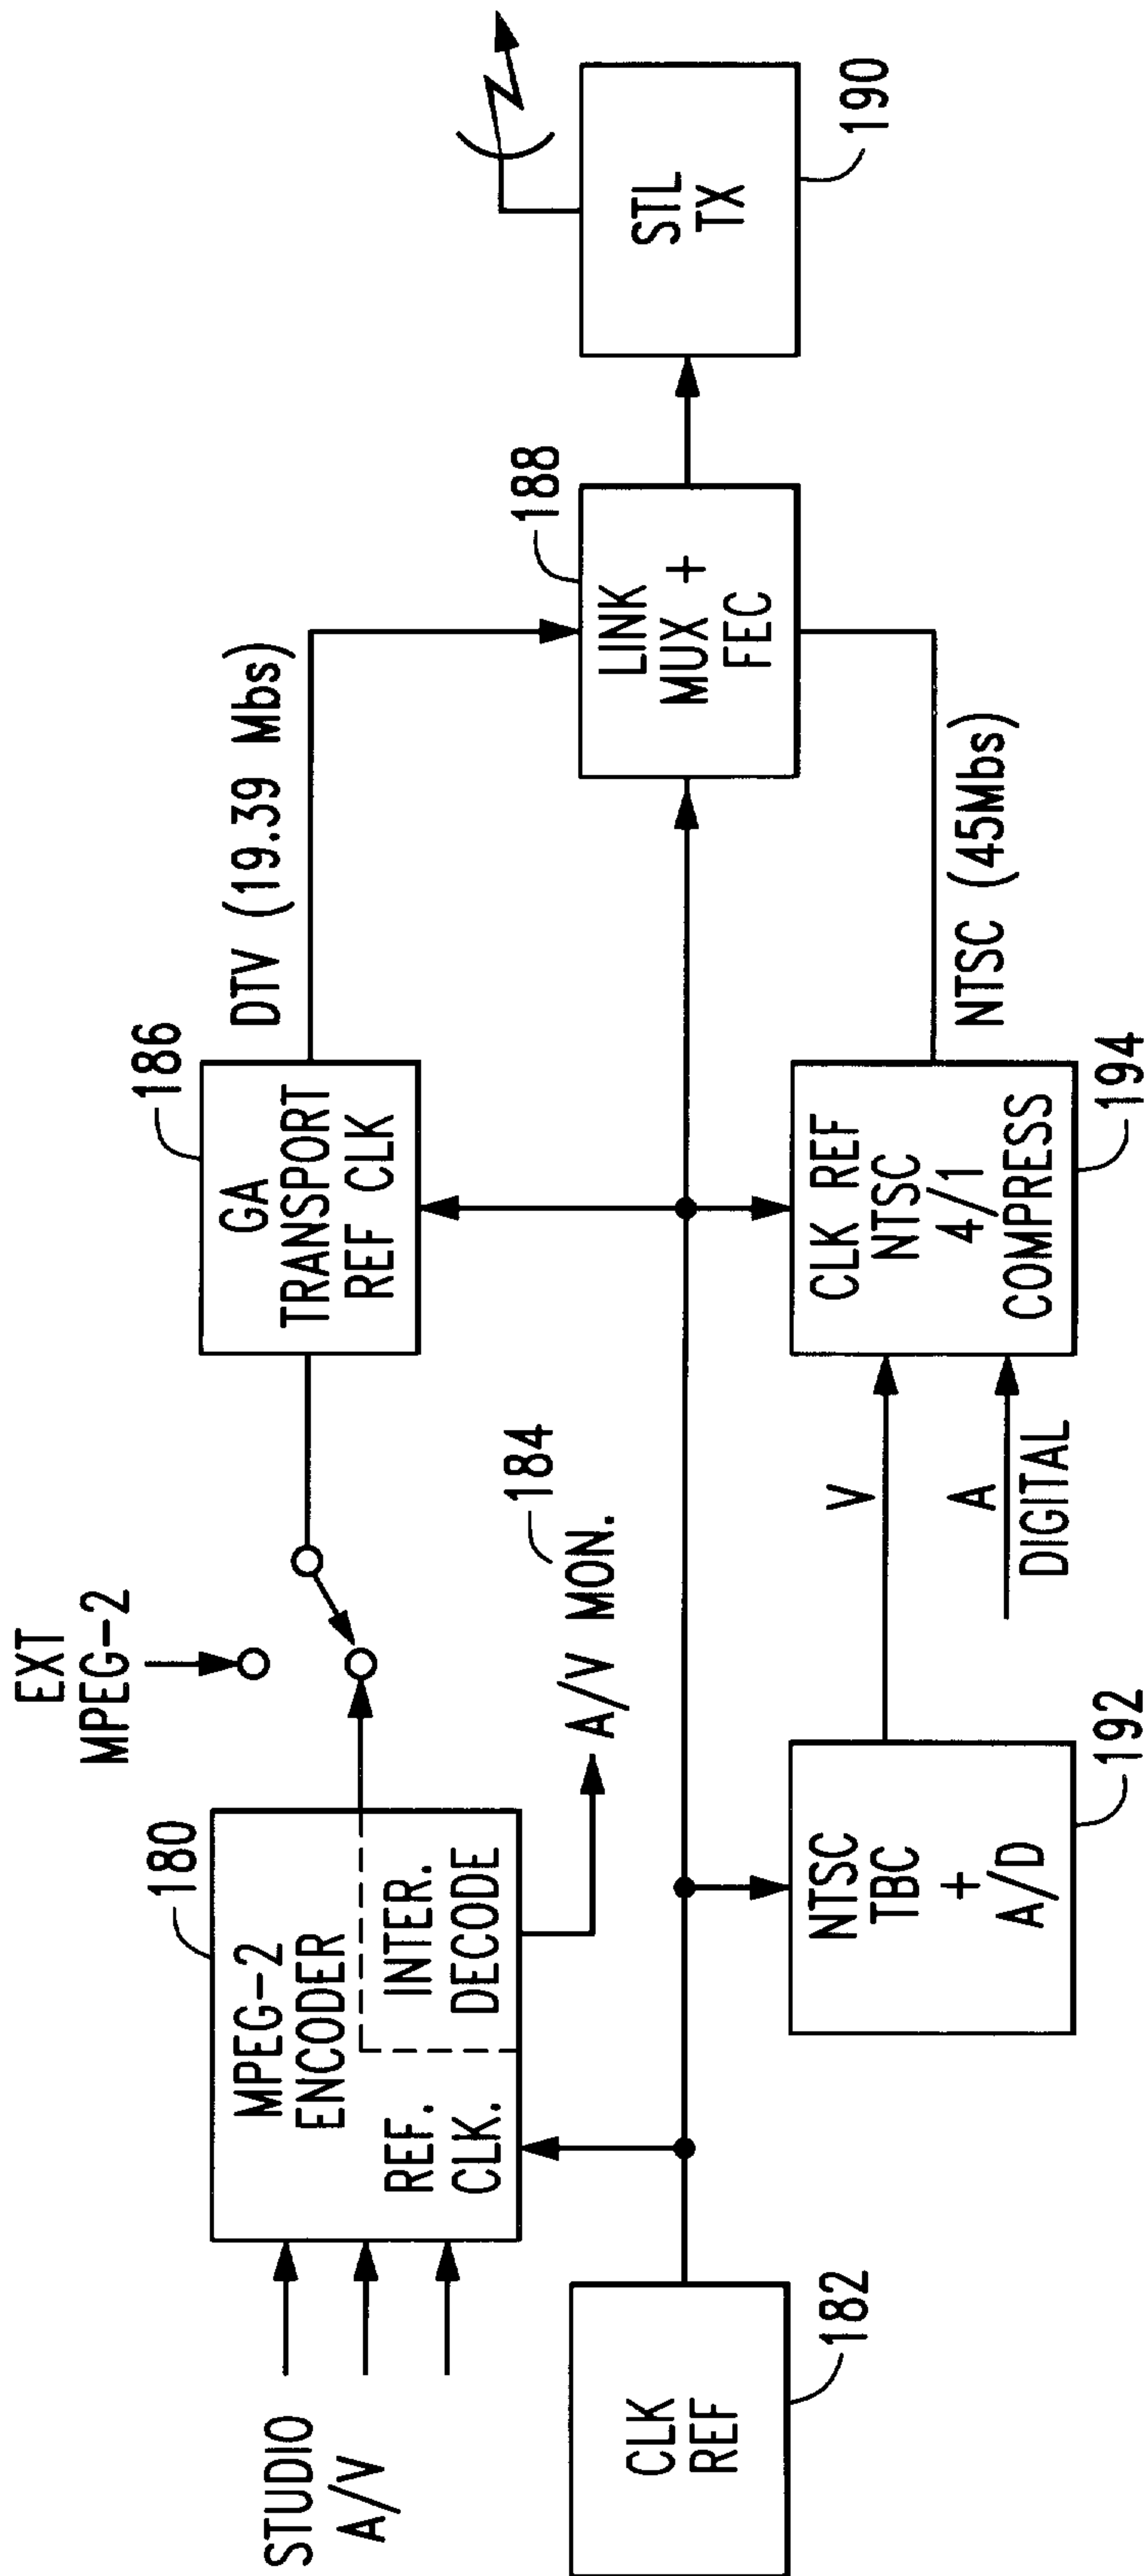 STUDIO
A/V
MPEG-2
ENCODER
REF.
CLK.
INTER.
DECODE
180
EXT
MPEG-2
A/V MON.
184
GA
TRANSPORT
REF CLK
186
DTV (19.39 Mbs)
LINK
MUX +
FEC
188
STL
TX
190
CLK
REF
182
NTSC
TBC
+
A/D
192
V
A
DIGITAL
CLK REF
NTSC
4/1
COMPRESS
194
NTSC (45Mbs)